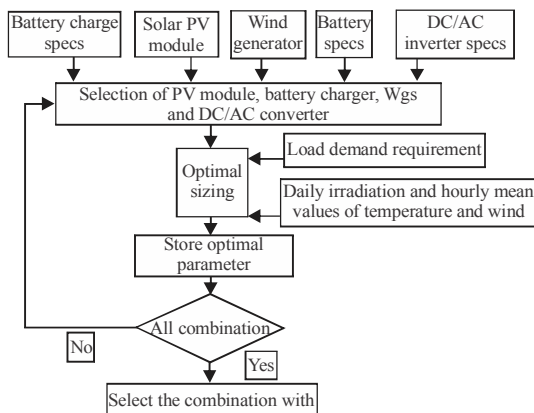 Battery charge
specs
Solar PV
module
Wind
generator
Battery
specs
DC/AC
inverter specs
Selection of PV module, battery charger, Wgs
and DC/AC converter
Load demand requirement
Optimal
sizing
Daily irradiation and hourly mean
values of temperature and wind
Store optimal
parameter
All combination
No
Yes
Select the combination with